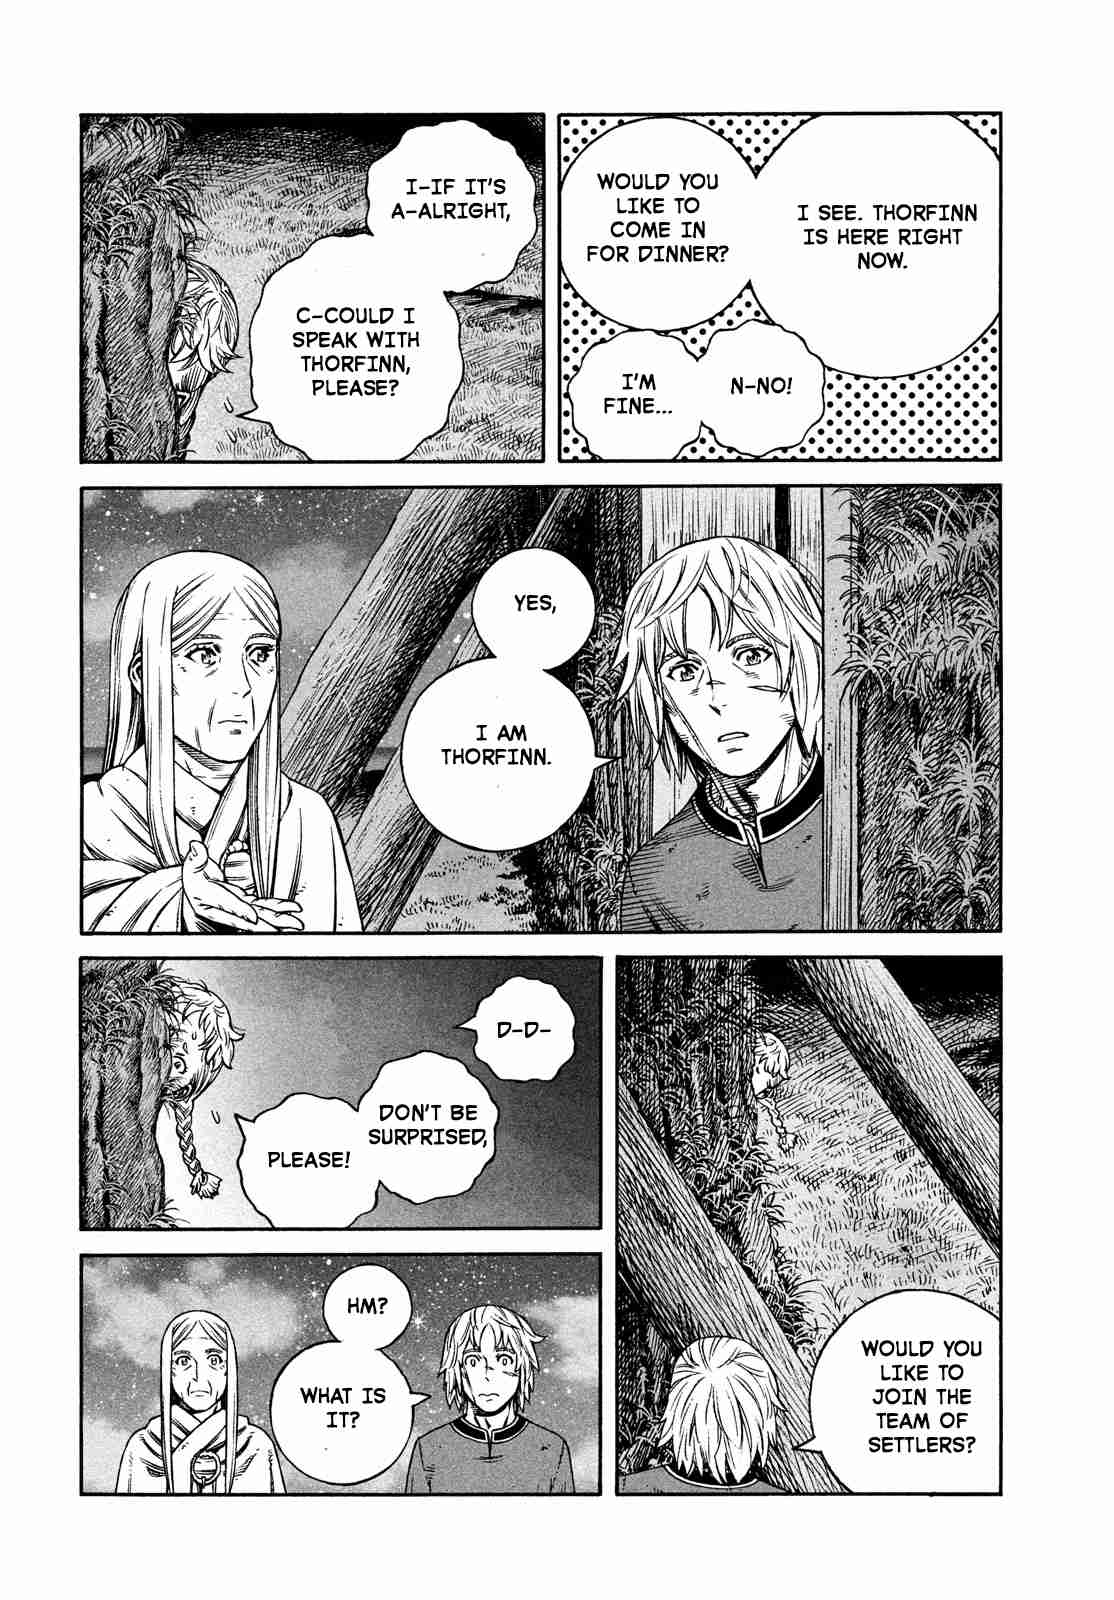 I SEE. THORFINN
IS HERE RIGHT
NOW.
WOULD YOU
LIKE TO
COME IN
FOR DINNER?
N-NO!
I'M
FINE...
I-IF IT'S
A-ALRIGHT,
C-COULD I
SPEAK WITH
THORFINN,
PLEASE?
YES,
I AM
THORFINN.
WOULD YOU
LIKE TO
JOIN THE
TEAM OF
SETTLERS?
D-D-
DON'T BE
SURPRISED,
PLEASE!
HM?
WHAT IS
IT?